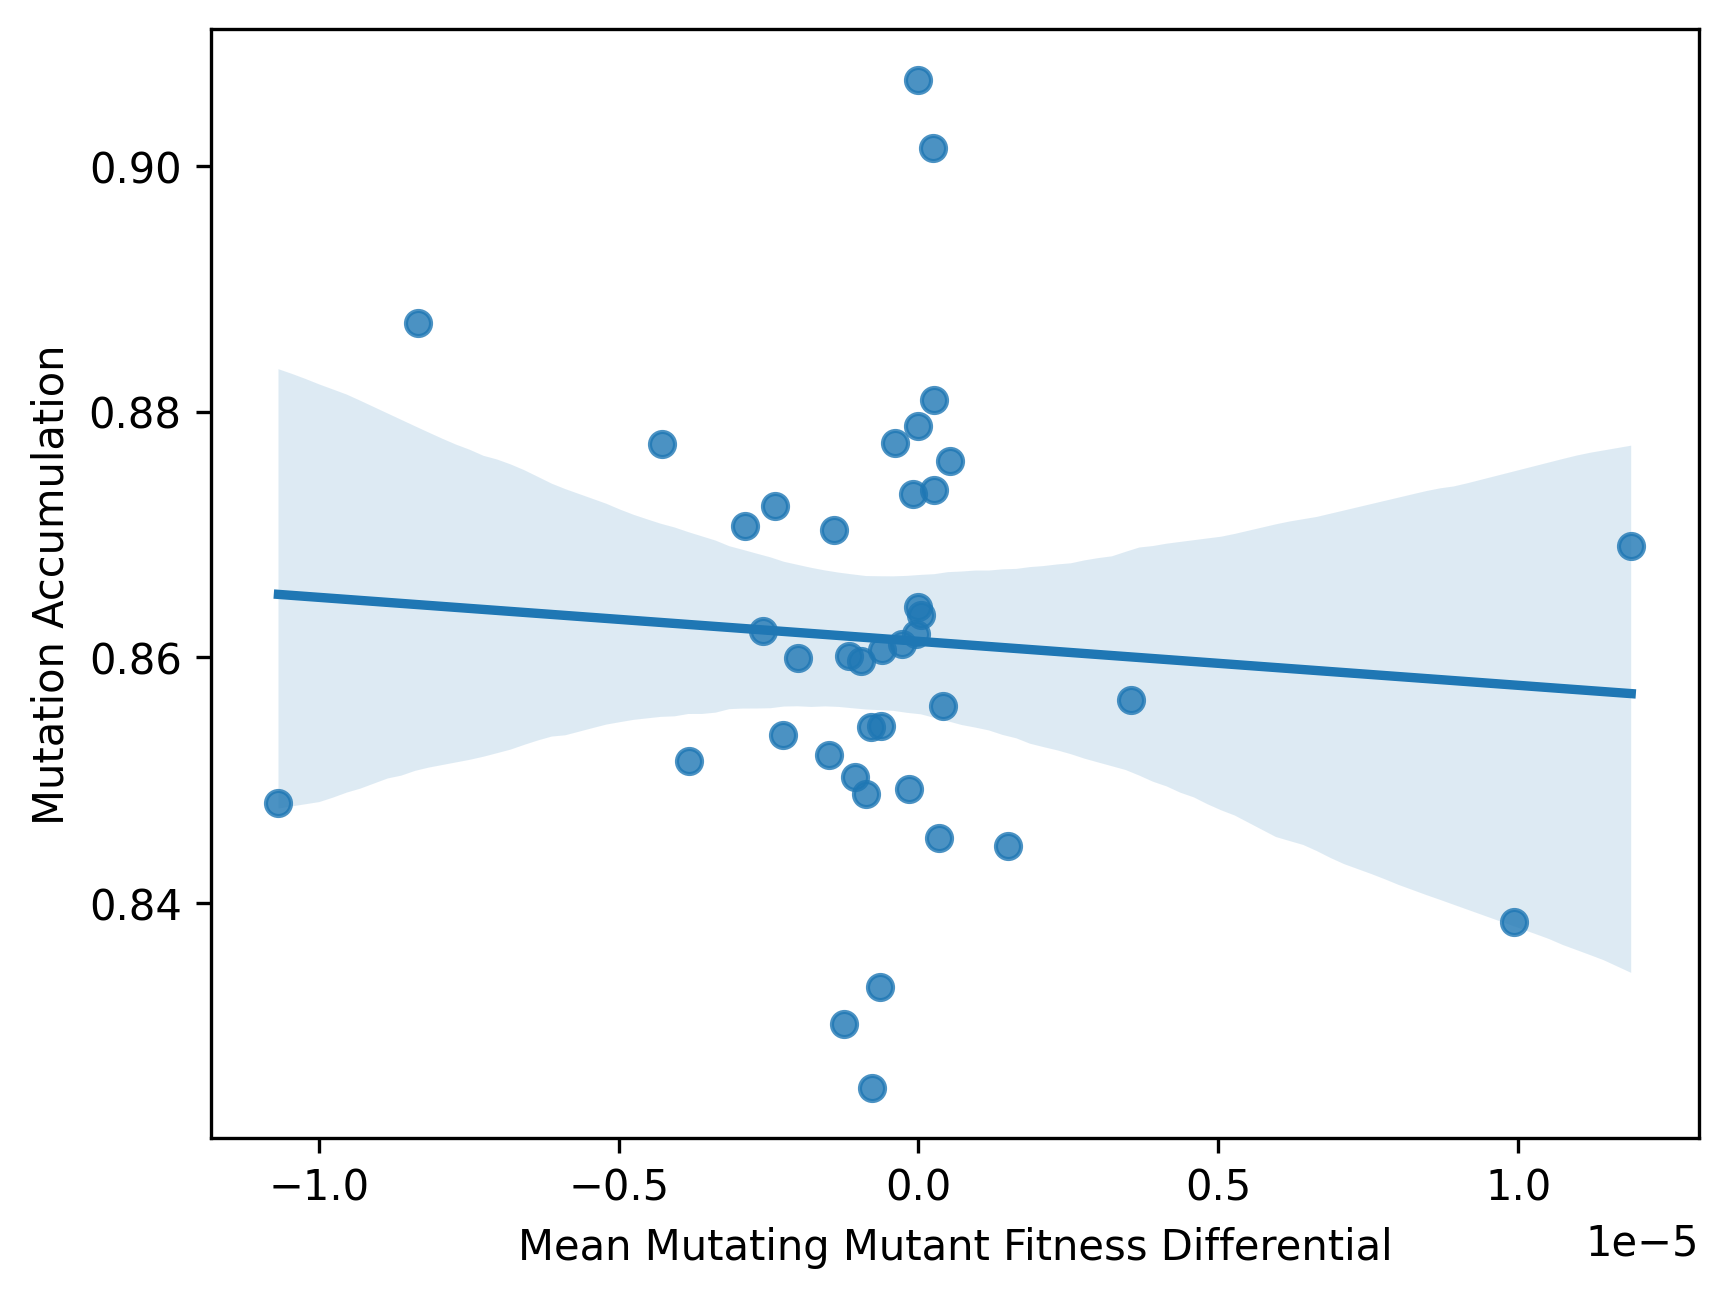 Mutation Accumulation
0.90
0.88
0.86
0.84
−1.0 −0.5 0.0 0.5 1.0
1e−5
Mean Mutating Mutant Fitness Differential